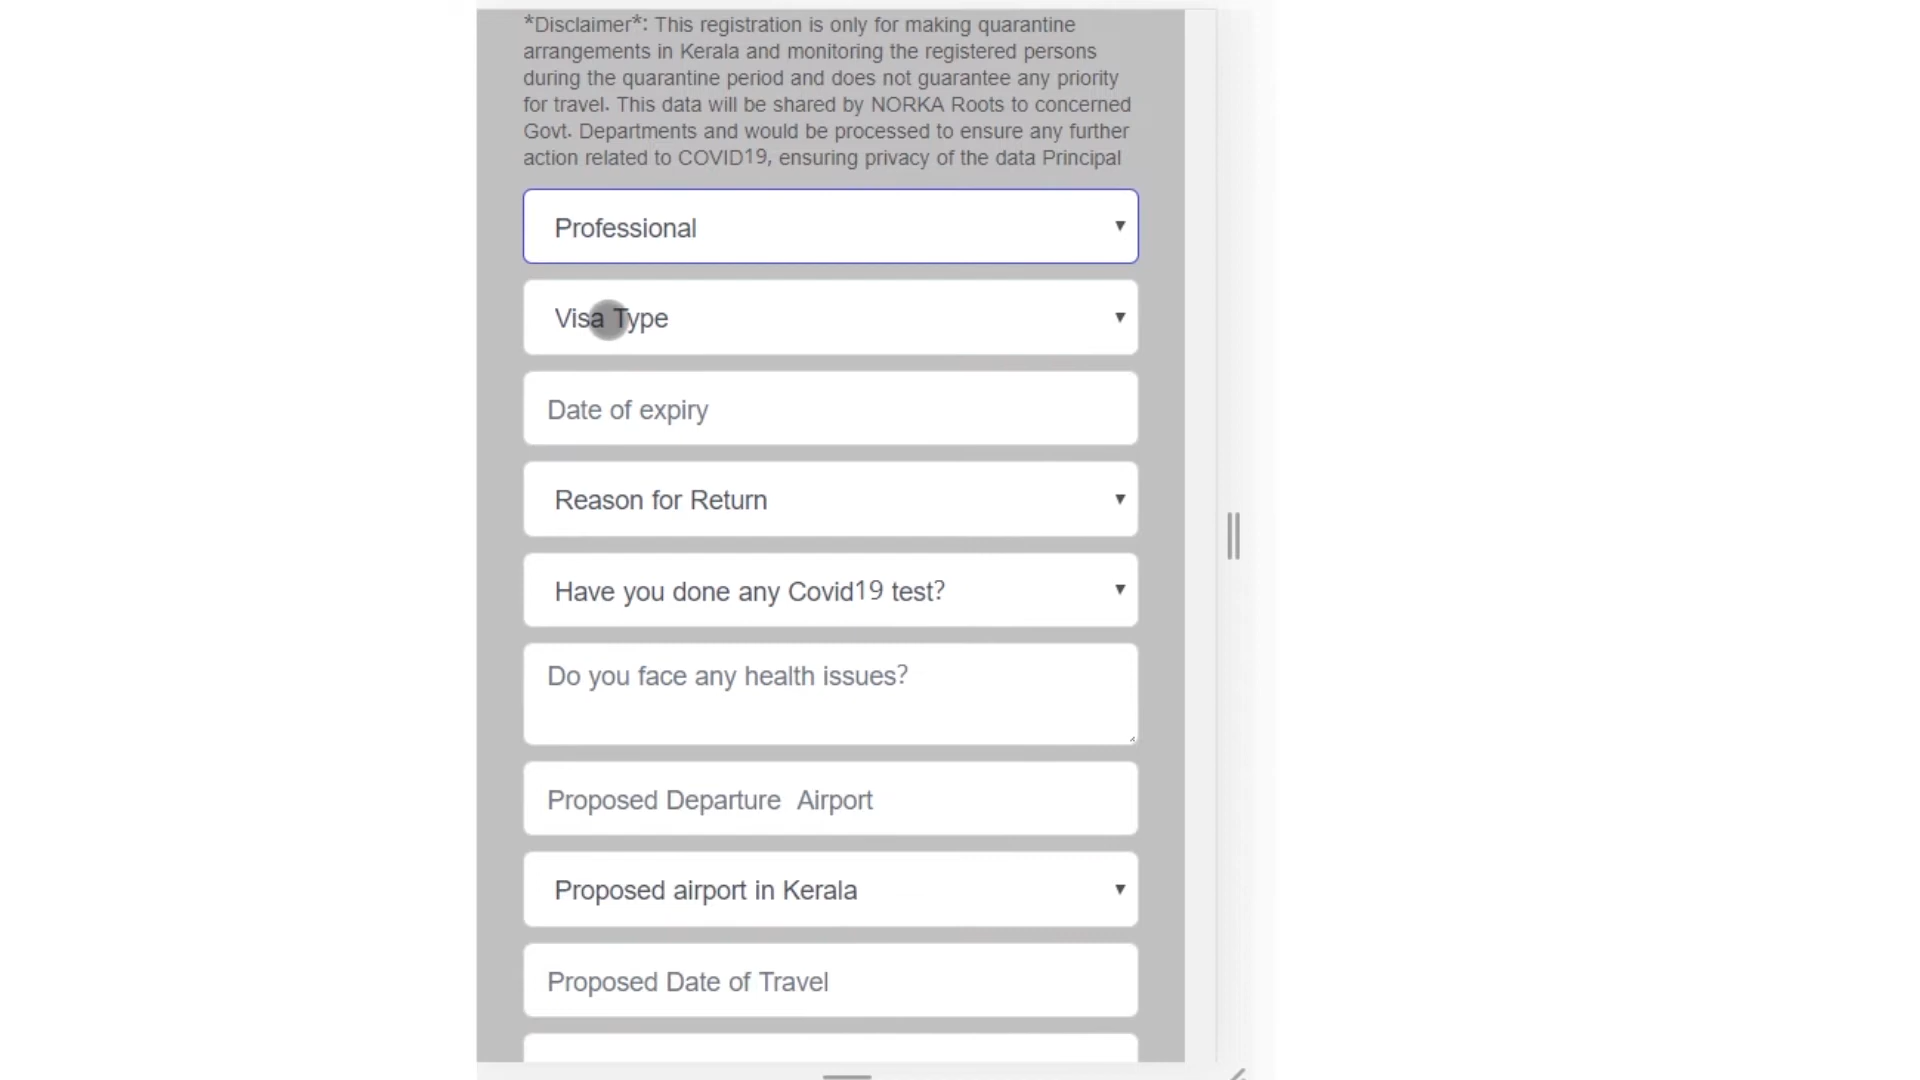 *Disclaimer*: This registration is only for making quarantine
arrangements in Kerala and monitoring the registered persons
during the quarantine period and does not guarantee any priority
for travel. This data will be shared by NORKA Roots to concerned
Govt. Departments and would be processed to ensure any further
action related to COVID19, ensuring privacy of the data Principal
Professional
Visa Type
Date of expiry
Reason for Return
Have you done any Covid19 test?
Do you face any health issues?
Proposed Departure  Airport
Proposed airport in Kerala
Proposed Date of Travel